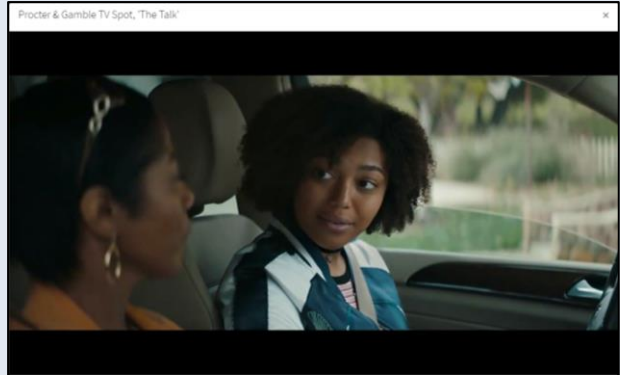 Procter & Gamble TV Spot, 'The Talk'
×